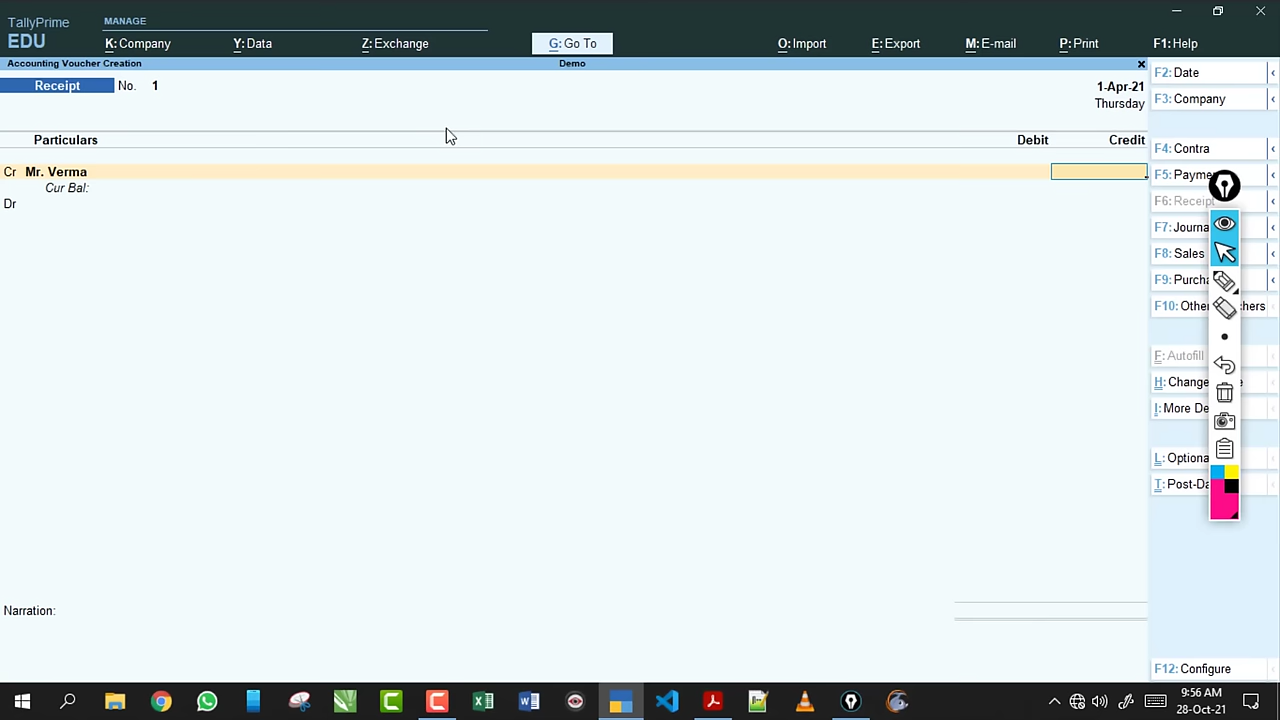 TallyPrime
EDU
MANAGE
K: Company
Y: Data
Z: Exchange
G: Go To
O: Import
E: Export
M: E-mail
P: Print
F1: Help
Accounting Voucher Creation
Demo
Receipt
No. 1
1-Apr-21
Thursday
Particulars
Debit
Credit
Cr Mr. Verma
Cur Bal:
Dr
Narration:
F2: Date
F3: Company
F4: Contra
F5: Payme
F6: Receipt
F7: Journa
F8: Sales
F9: Purcha
F10: Othe hers
F: Autofill
H: Change e
I: More De
L: Optiona
T: Post-Da
F12: Configure
9:56 AM
28-Oct-21